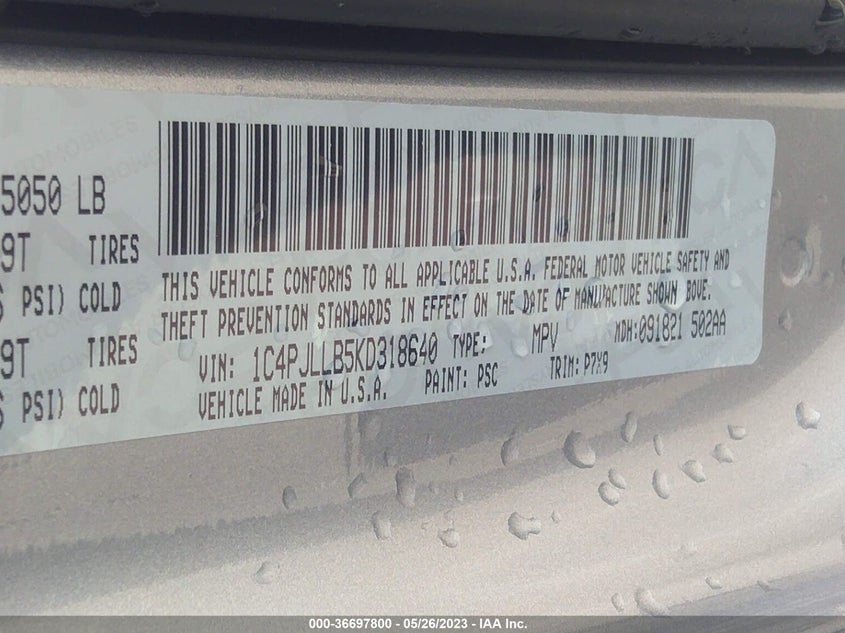 5050 LB
9T TIRES
PSI) COLD
9T TIRES
PSI) COLD
THIS VEHICLE CONFORMS TO ALL APPLICABLE U.S.A. FEDERAL MOTOR VEHICLE SAFETY AND
THEFT PREVENTION STANDARDS IN EFFECT ON THE DATE OF MANUFACTURE SHOWN BOVE.
VIN: 1C4PJLLB5KD318640 TYPE: MPV MDH: 091821 502AA
VEHICLE MADE IN U.S.A. PAINT: PSC TRIM:
000-36697800 - 05/26/2023 - IAA Inc.